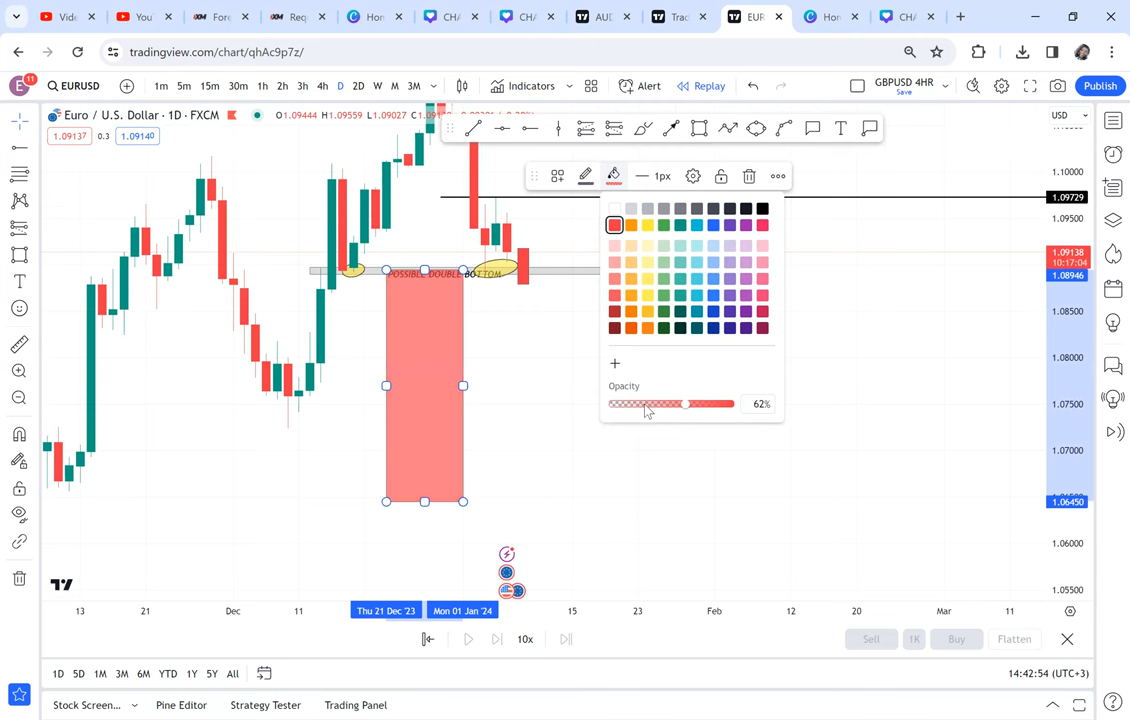 Vide
You
Fore
Req
Hon
CHA
CHA
AUD
Trac
EUR
Hon
CHA
tradingview.com/chart/qhAc9p7z/
E 11 EURUSD 1m 5m 15m 30m 1h 2h 3h 4h D 2D W M 3M Indicators Alert Replay GBPUSD 4HR Save Publish
Euro / U.S. Dollar · 1D · FXCM O1.09444 H1.09559 L1.09027 USD
1.09137 0.3 1.09140
1px
1.10000
1.09729
1.09500
1.09138
10:17:04
1.08946
POSSIBLE DOUBLE BOTTOM
1.08500
1.08000
Opacity
62%
1.07500
1.07000
1.06450
1.06000
1.05500
13 21 Dec 11 Thu 21 Dec '23 Mon 01 Jan '24 15 23 Feb 12 20 Mar 11
10x Sell 1K Buy Flatten
1D 5D 1M 3M 6M YTD 1Y 5Y All 14:42:54 (UTC+3)
Stock Screen... Pine Editor Strategy Tester Trading Panel